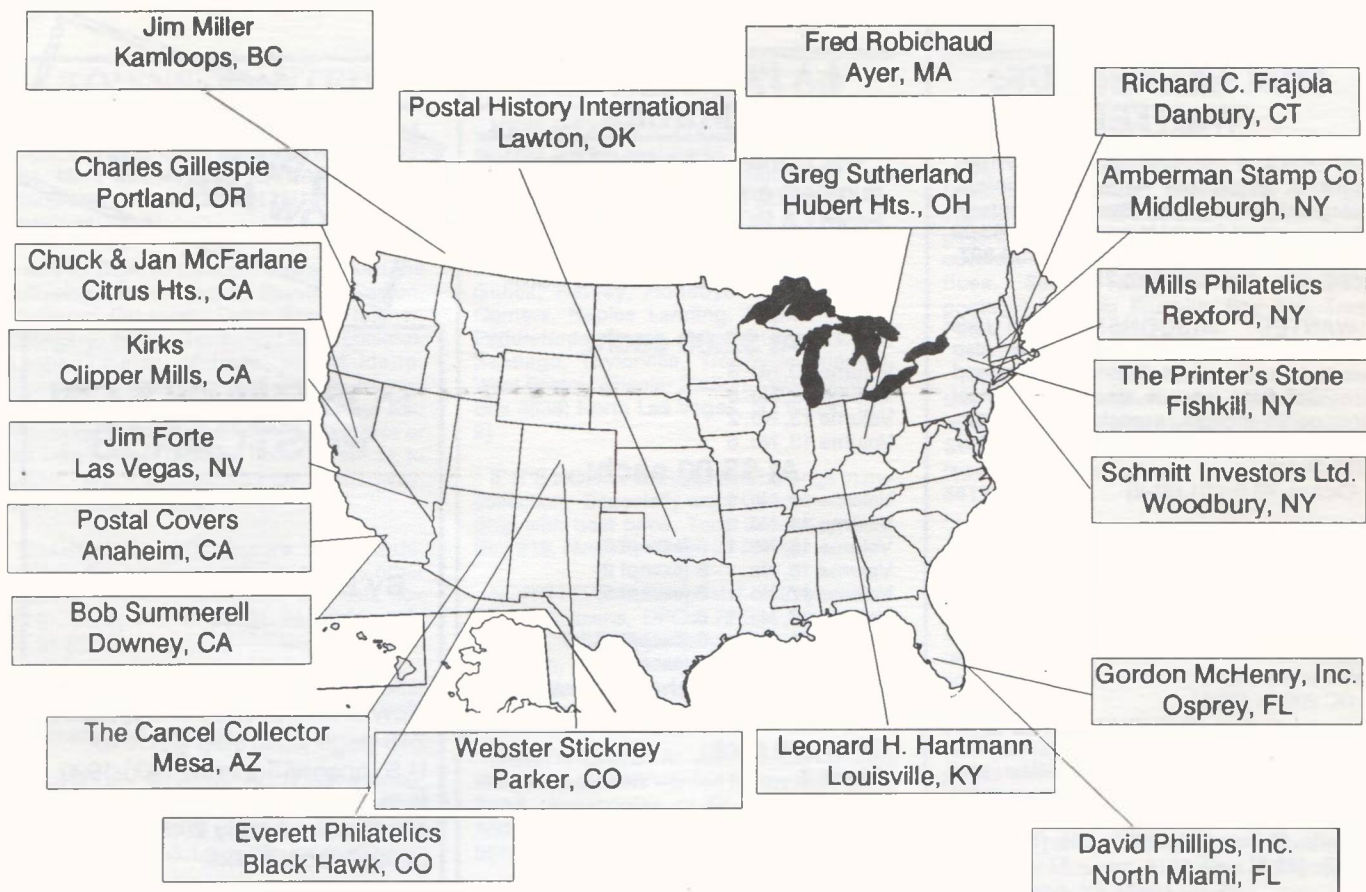 Jim Miller
Kamloops, BC
Fred Robichaud
Ayer, MA
Postal History International
Lawton, OK
Richard C. Frajola
Danbury, CT
Charles Gillespie
Portland, OR
Greg Sutherland
Hubert Hts., OH
Amberman Stamp Co
Middleburgh, NY
Chuck & Jan McFarlane
Citrus Hts., CA
Mills Philatelics
Rexford, NY
Kirks
Clipper Mills, CA
The Printer's Stone
Fishkill, NY
Jim Forte
Las Vegas, NV
Schmitt Investors Ltd.
Woodbury, NY
Postal Covers
Anaheim, CA
Bob Summerell
Downey, CA
Gordon McHenry, Inc.
Osprey, FL
The Cancel Collector
Mesa, AZ
Webster Stickney
Parker, CO
Leonard H. Hartmann
Louisville, KY
Everett Philatelics
Black Hawk, CO
David Phillips, Inc.
North Miami, FL